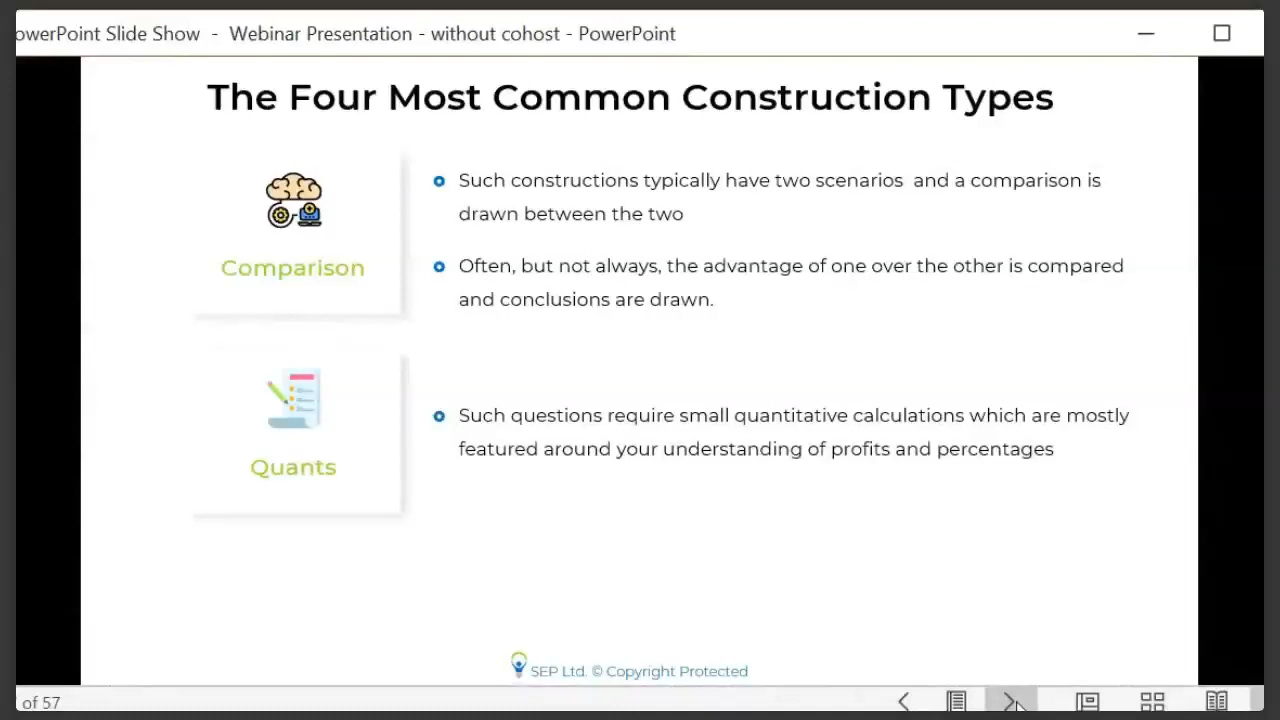 owerPoint Slide Show - Webinar Presentation - without cohost - PowerPoint
The Four Most Common Construction Types
Comparison
Such constructions typically have two scenarios and a comparison is
drawn between the two
Often, but not always, the advantage of one over the other is compared
and conclusions are drawn.
Quants
Such questions require small quantitative calculations which are mostly
featured around your understanding of profits and percentages
SEP Ltd. © Copyright Protected
of 57